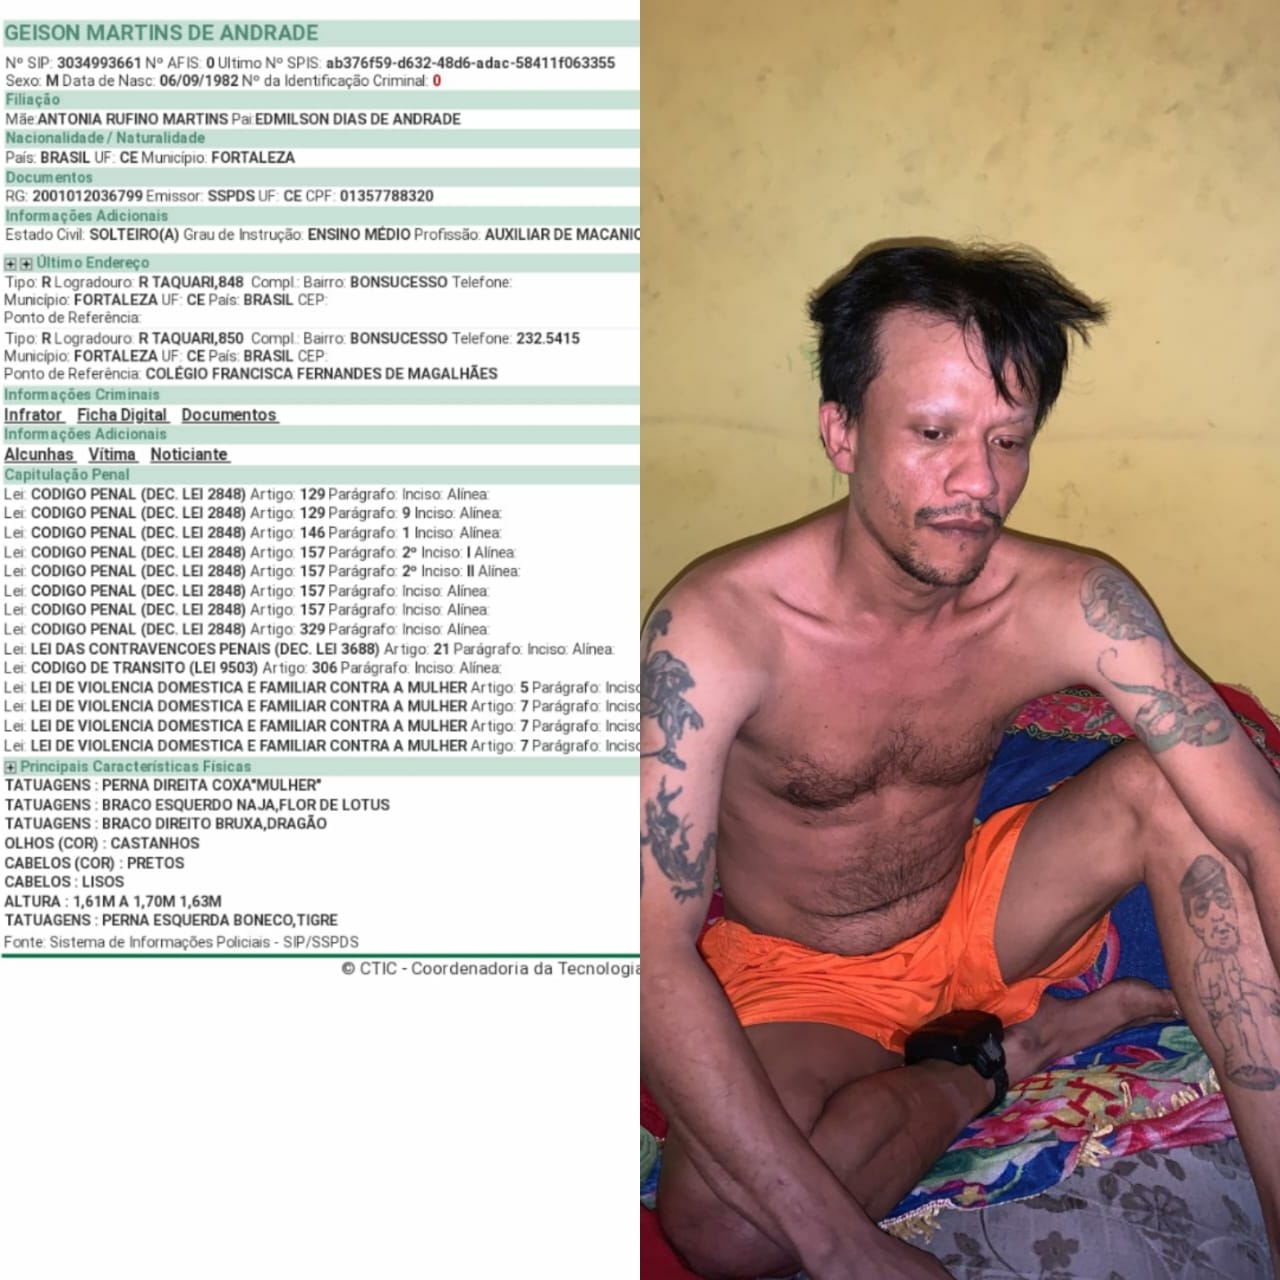 GEISON MARTINS DE ANDRADE
Nº SIP: 3034993661 Nº AFIS: 0 Ultimo Nº SPIS: ab376f59-d632-48d6-adac-58411f063355
Sexo: M Data de Nasc: 06/09/1982 Nº da Identificação Criminal: 0
Filiação
Mãe:ANTONIA RUFINO MARTINS Pai:EDMILSON DIAS DE ANDRADE
Nacionalidade / Naturalidade
País: BRASIL UF: CE Município: FORTALEZA
Documentos
RG: 2001012036799 Emissor: SSPDS UF: CE CPF: 01357788320
Informações Adicionais
Estado Civil: SOLTEIRO(A) Grau de Instrução: ENSINO MÉDIO Profissão: AUXILIAR DE MACANIC
Último Endereço
Tipo: R Logradouro: R TAQUARI,848 Compl.: Bairro: BONSUCESSO Telefone:
Município: FORTALEZA UF: CE País: BRASIL CEP:
Ponto de Referência:
Tipo: R Logradouro: R TAQUARI,850 Compl.: Bairro: BONSUCESSO Telefone: 232.5415
Município: FORTALEZA UF: CE País: BRASIL CEP:
Ponto de Referência: COLÉGIO FRANCISCA FERNANDES DE MAGALHÃES
Informações Criminais
Infrator Ficha Digital Documentos
Informações Adicionais
Alcunhas Vítima Noticiante
Capitulação Penal
Lei: CODIGO PENAL (DEC. LEI 2848) Artigo: 129 Parágrafo: Inciso: Alínea:
Lei: CODIGO PENAL (DEC. LEI 2848) Artigo: 129 Parágrafo: 9 Inciso: Alínea:
Lei: CODIGO PENAL (DEC. LEI 2848) Artigo: 146 Parágrafo: 1 Inciso: Alínea:
Lei: CODIGO PENAL (DEC. LEI 2848) Artigo: 157 Parágrafo: 2º Inciso: I Alínea:
Lei: CODIGO PENAL (DEC. LEI 2848) Artigo: 157 Parágrafo: 2º Inciso: II Alínea:
Lei: CODIGO PENAL (DEC. LEI 2848) Artigo: 157 Parágrafo: Inciso: Alínea:
Lei: CODIGO PENAL (DEC. LEI 2848) Artigo: 157 Parágrafo: Inciso: Alínea:
Lei: CODIGO PENAL (DEC. LEI 2848) Artigo: 329 Parágrafo: Inciso: Alínea:
Lei: LEI DAS CONTRAVENCOES PENAIS (DEC. LEI 3688) Artigo: 21 Parágrafo: Inciso: Alínea:
Lei: CODIGO DE TRANSITO (LEI 9503) Artigo: 306 Parágrafo: Inciso: Alínea:
Lei: LEI DE VIOLENCIA DOMESTICA E FAMILIAR CONTRA A MULHER Artigo: 5 Parágrafo: Inciso
Lei: LEI DE VIOLENCIA DOMESTICA E FAMILIAR CONTRA A MULHER Artigo: 7 Parágrafo: Inciso
Lei: LEI DE VIOLENCIA DOMESTICA E FAMILIAR CONTRA A MULHER Artigo: 7 Parágrafo: Inciso
Lei: LEI DE VIOLENCIA DOMESTICA E FAMILIAR CONTRA A MULHER Artigo: 7 Parágrafo: Inciso
Principais Características Físicas
TATUAGENS : PERNA DIREITA COXA"MULHER"
TATUAGENS : BRACO ESQUERDO NAJA,FLOR DE LOTUS
TATUAGENS : BRACO DIREITO BRUXA,DRAGÃO
OLHOS (COR) : CASTANHOS
CABELOS (COR) : PRETOS
CABELOS : LISOS
ALTURA : 1,61M A 1,70M 1,63M
TATUAGENS : PERNA ESQUERDA BONECO,TIGRE
Fonte: Sistema de Informações Policiais - SIP/SSPDS
© CTIC - Coordenadoria da Tecnologia